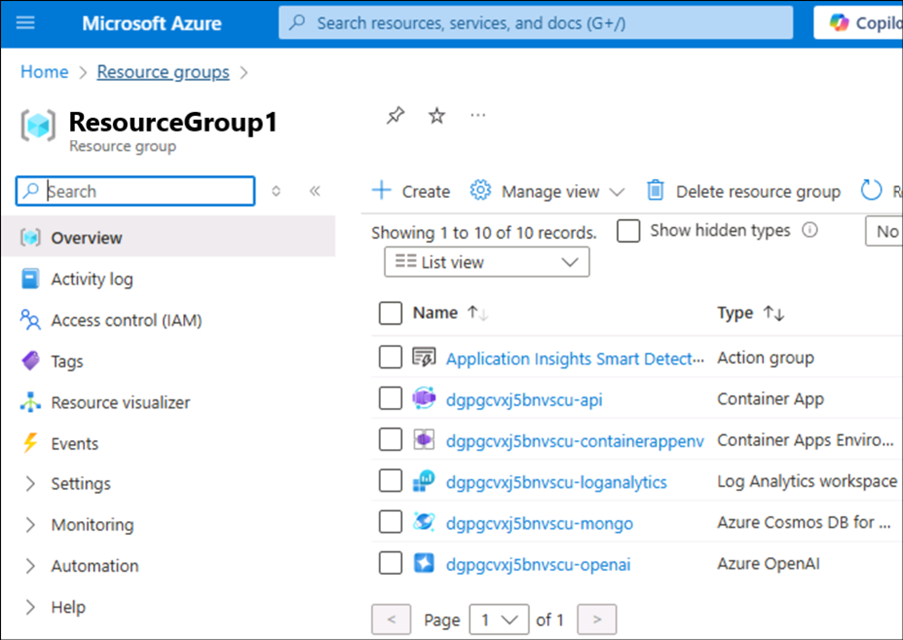 Microsoft Azure
Search resources, services, and docs (G+/)
Copilo
Home > Resource groups >
ResourceGroup1
Resource group
Search
Overview
Activity log
Access control (IAM)
Tags
Resource visualizer
Events
Settings
Monitoring
Automation
Help
Create Manage view Delete resource group R
Showing 1 to 10 of 10 records. Show hidden types No
List view
Name Type
Application Insights Smart Detect... Action group
dgpgcvxj5bnvscu-api Container App
dgpgcvxj5bnvscu-containerappenv Container Apps Enviro...
dgpgcvxj5bnvscu-loganalytics Log Analytics workspace
dgpgcvxj5bnvscu-mongo Azure Cosmos DB for ...
dgpgcvxj5bnvscu-openai Azure OpenAI
< Page 1 of 1 >